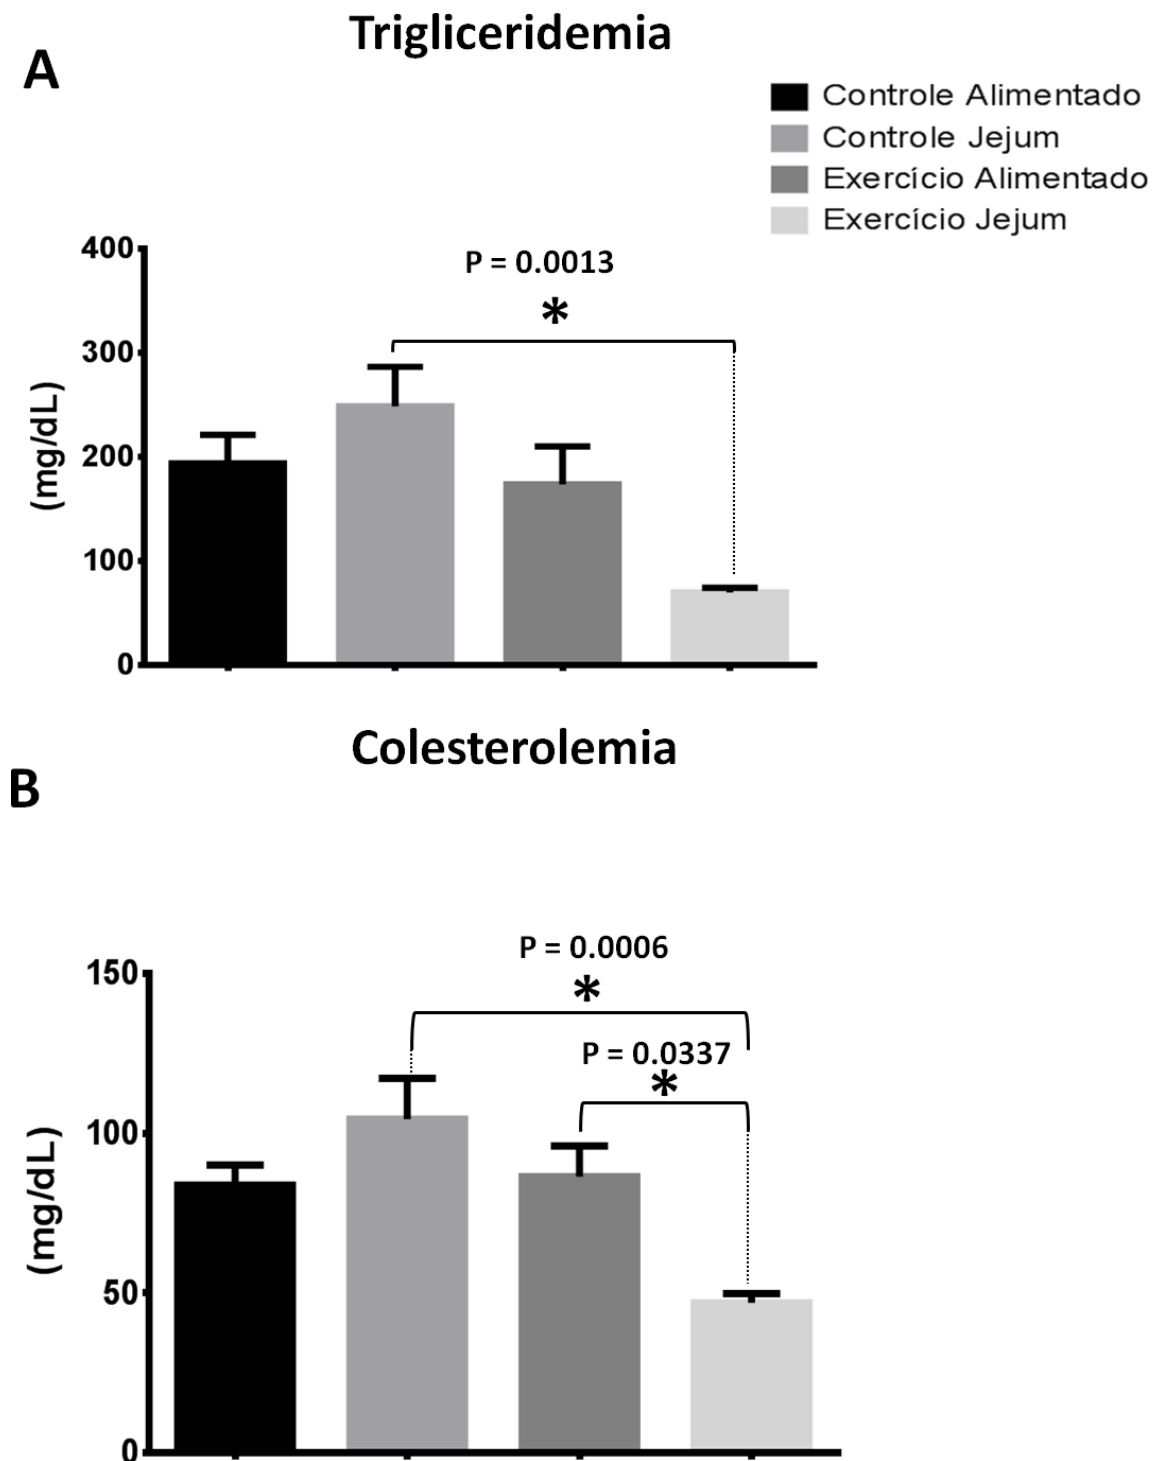 Trigliceridemia
A
Controle Alimentado
Controle Jejum
Exercício Alimentado
Exercício Jejum
400
P = 0.0013
*
300
(mg/dL)
200
100
0
Colesterolemia
B
P = 0.0006
150
*
P = 0.0337
*
100
(mg/dL)
50
0